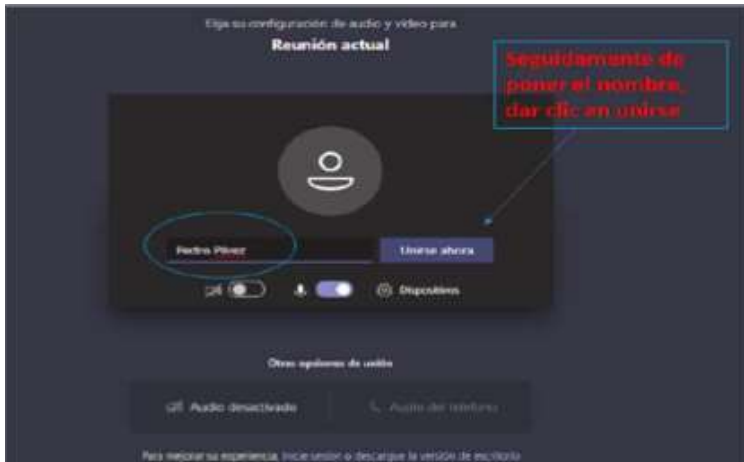 Elija su configuración de audio y vídeo para
Reunión actual
Seguidamente de
poner el nombre,
dar clic en unirse
Pedro Pérez
Unirse ahora
Dispositivos
Otras opciones de unión
Audio desactivado
Audio del teléfono
Para mejorar su experiencia, inicie sesión o descargue la versión de escritorio